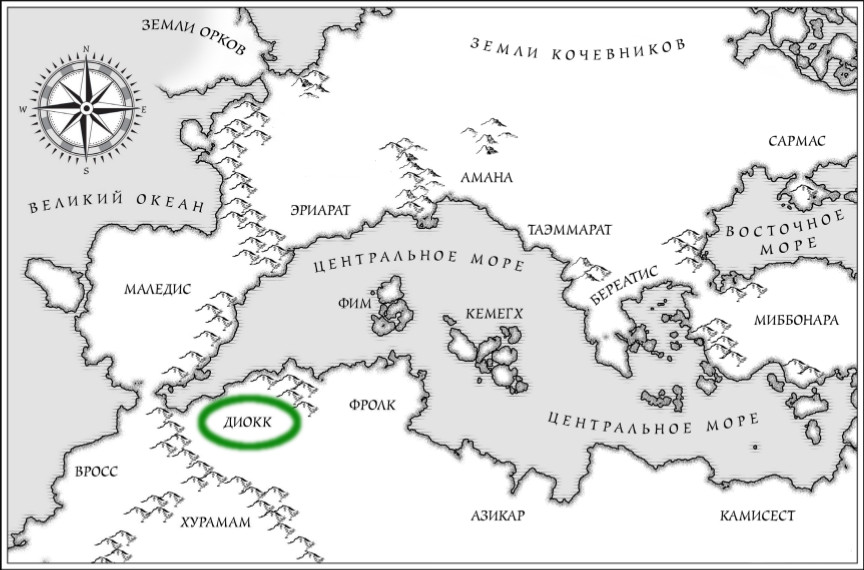 ЗЕМЛИ ОРКОВ
ЗЕМЛИ КОЧЕВНИКОВ
N
W
E
S
САРМАС
АМАНА
ВЕЛИКИЙ ОКЕАН
ЭРИАРАТ
ТАЭММАРАТ
ВОСТОЧНОЕ
МОРЕ
ЦЕНТРАЛЬНОЕ МОРЕ
МАЛЕДИС
БЕРЕАТИС
ФИМ
КЕМЕГХ
МИББОНАРА
ДИОКК
ФРОЛК
ЦЕНТРАЛЬНОЕ МОРЕ
ВРОСС
ХУРАМАМ
АЗИКАР
КАМИСЕСТ